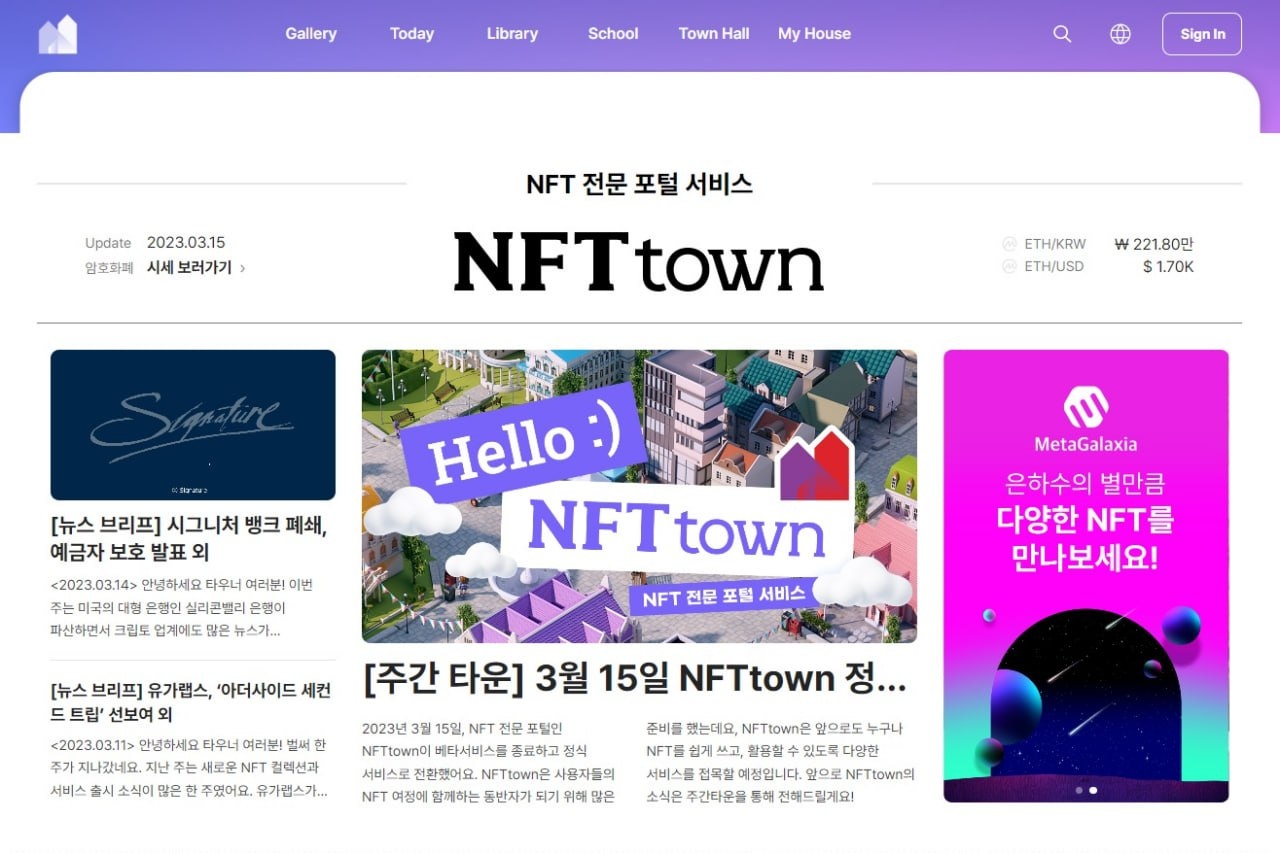 Gallery Today Library School Town Hall My House Sign In
NFT 전문 포털 서비스
Update 2023.03.15
암호화폐 시세 보러가기 >
NFTtown
ETH/KRW ₩ 221.80만
ETH/USD $ 1.70K
Signature
Signature
[뉴스 브리프] 시그니처 뱅크 폐쇄,
예금자 보호 발표 외
<2023.03.14> 안녕하세요 타우너 여러분! 이번
주는 미국의 대형 은행인 실리콘밸리 은행이
파산하면서 크립토 업계에도 많은 뉴스가...
[뉴스 브리프] 유가랩스, ‘아더사이드 세컨
드 트립’ 선보여 외
<2023.03.11> 안녕하세요 타우너 여러분! 벌써 한
주가 지나갔네요. 지난 주는 새로운 NFT 컬렉션과
서비스 출시 소식이 많은 한 주였어요. 유가랩스가...
Hello :)
NFTtown
NFT 전문 포털 서비스
[주간 타운] 3월 15일 NFTtown 정...
2023년 3월 15일, NFT 전문 포털인
NFTtown이 베타서비스를 종료하고 정식
서비스로 전환했어요. NFTtown은 사용자들의
NFT 여정에 함께하는 동반자가 되기 위해 많은
준비를 했는데요, NFTtown은 앞으로도 누구나
NFT를 쉽게 쓰고, 활용할 수 있도록 다양한
서비스를 접목할 예정입니다. 앞으로 NFTtown의
소식은 주간타운을 통해 전해드릴게요!
MetaGalaxia
은하수의 별만큼
다양한 NFT를
만나보세요!